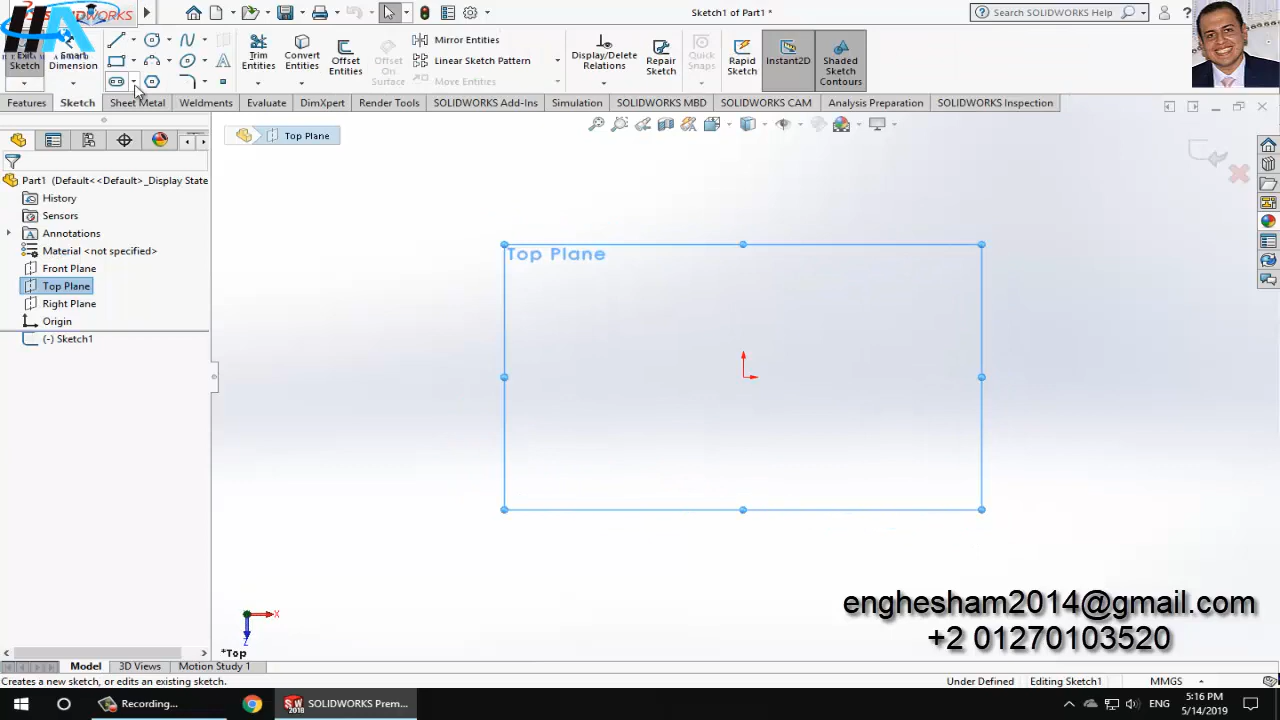 SOLIDWORKS
Sketch1 of Part1 *
Search SOLIDWORKS Help
Exit Sketch
Smart Dimension
Trim Entities
Convert Entities
Offset Entities
Offset On Surface
Mirror Entities
Linear Sketch Pattern
Move Entities
Display/Delete Relations
Repair Sketch
Quick Snaps
Rapid Sketch
Instant2D
Shaded Sketch Contours
Features
Sketch
Sheet Metal
Weldments
Evaluate
DimXpert
Render Tools
SOLIDWORKS Add-Ins
Simulation
SOLIDWORKS MBD
SOLIDWORKS CAM
Analysis Preparation
SOLIDWORKS Inspection
Top Plane
Part1 (Default<<Default>_Display State
History
Sensors
Annotations
Material <not specified>
Front Plane
Top Plane
Right Plane
Origin
(-) Sketch1
Top Plane
X
Z
*Top
enghesham2014@gmail.com
+2 01270103520
Model
3D Views
Motion Study 1
Creates a new sketch, or edits an existing sketch.
Under Defined
Editing Sketch1
MMGS
Recording...
SOLIDWORKS Prem...
ENG
5:16 PM
5/14/2019